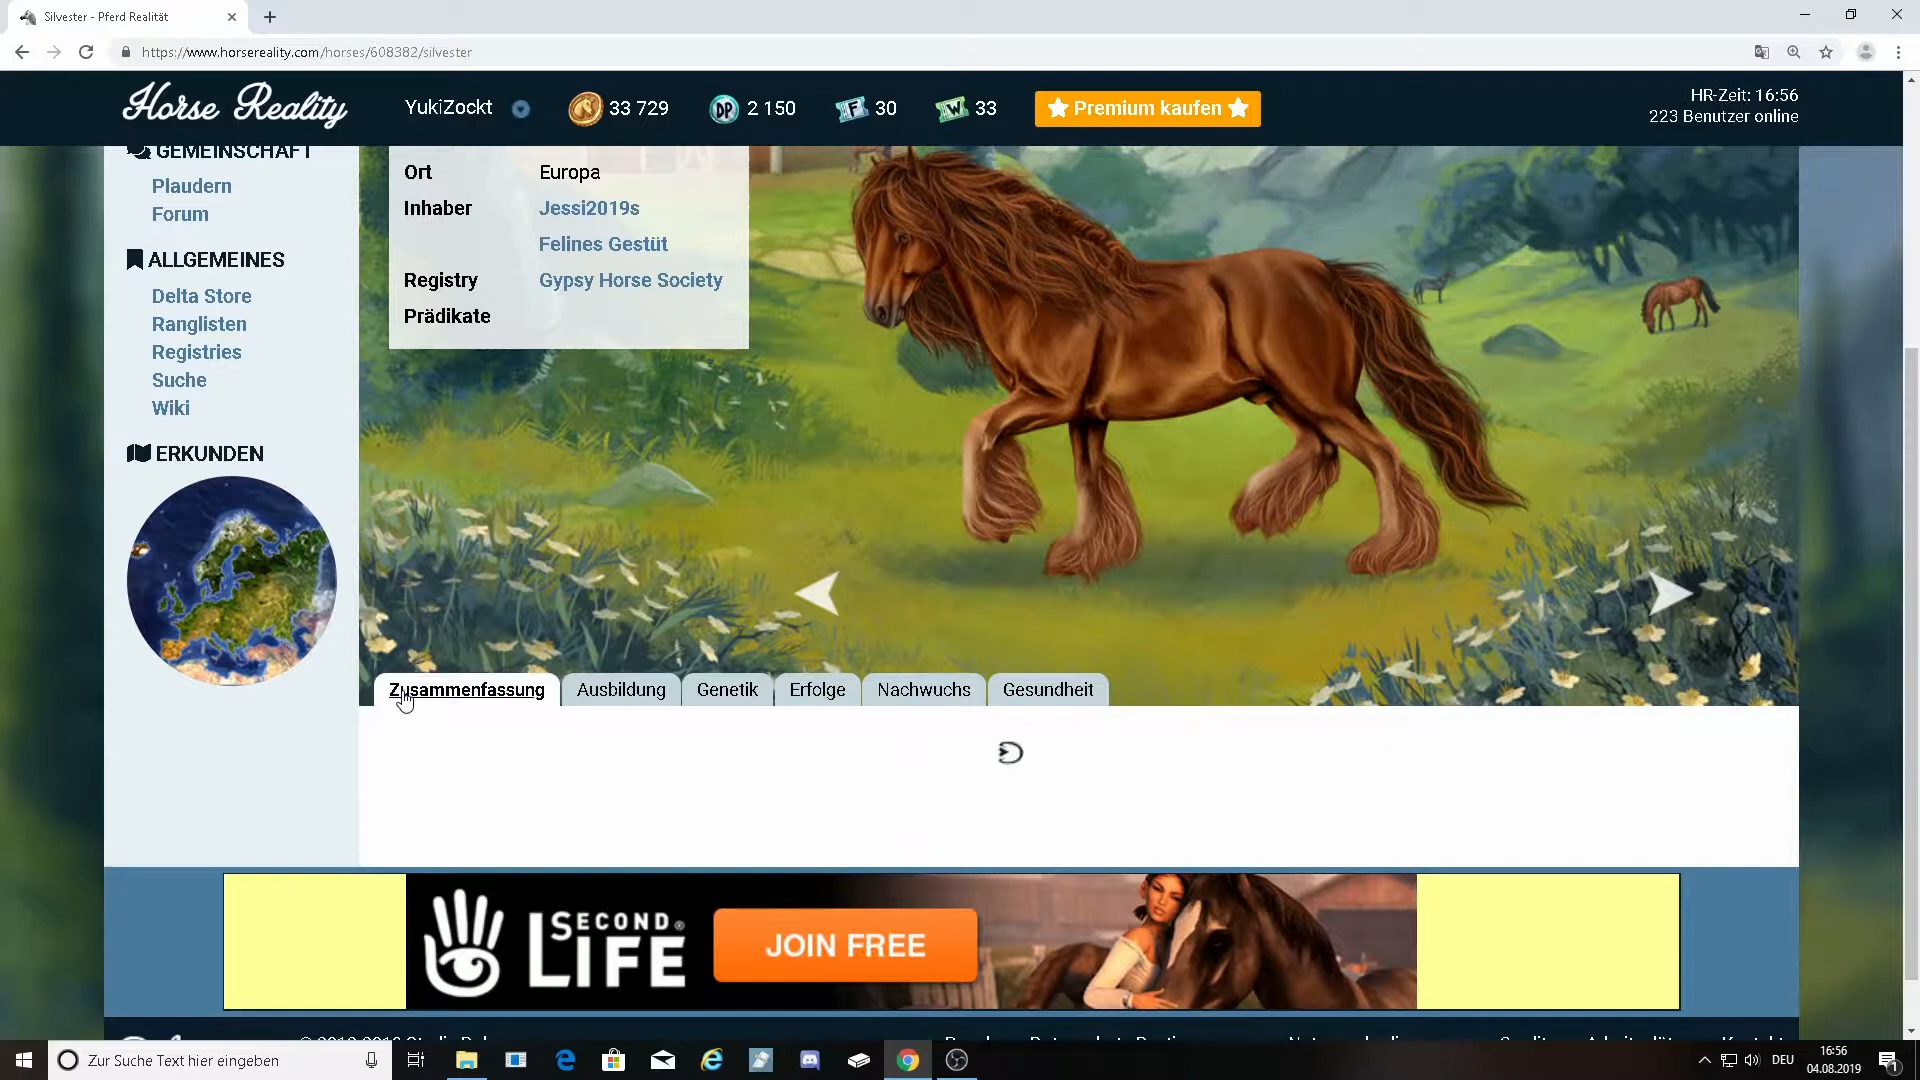 Silvester - Pferd Realität
https://www.horsereality.com/horses/608382/silvester
Horse Reality
YukiZockt
33 729
2 150
30
33
Premium kaufen
HR-Zeit: 16:56
223 Benutzer online
GEMEINSCHAFT
Plaudern
Forum
ALLGEMEINES
Delta Store
Ranglisten
Registries
Suche
Wiki
ERKUNDEN
Ort Europa
Inhaber Jessi2019s
Felines Gestüt
Registry Gypsy Horse Society
Prädikate
Zusammenfassung Ausbildung Genetik Erfolge Nachwuchs Gesundheit
SECOND LIFE
JOIN FREE
Zur Suche Text hier eingeben
DEU
16:56
04.08.2019
1